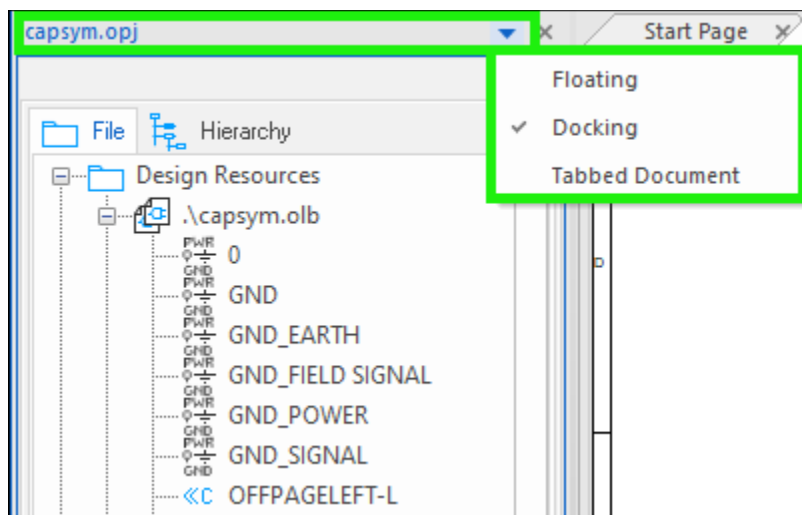 capsym.opj
Start Page
Floating
Docking
Tabbed Document
File
Hierarchy
Design Resources
.\capsym.olb
PWR
GND
0
PWR
GND
GND
PWR
GND
GND_EARTH
PWR
GND
GND_FIELD SIGNAL
PWR
GND
GND_POWER
PWR
GND
GND_SIGNAL
«C OFFPAGELEFT-L
D